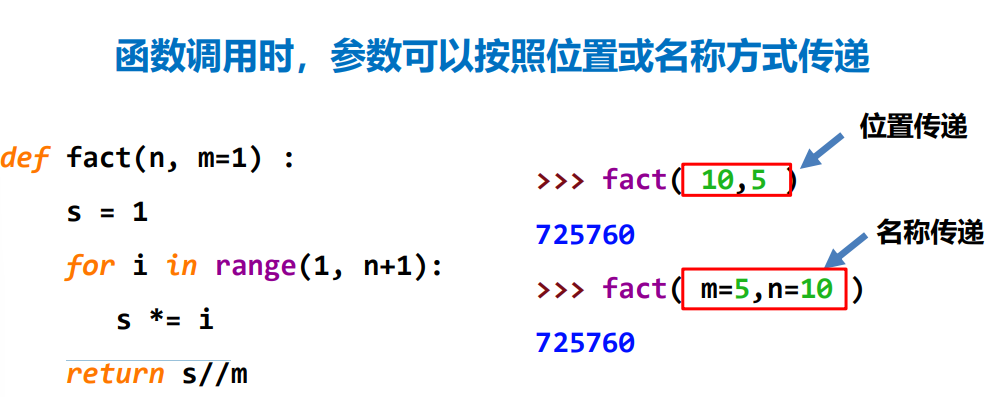 函数调用时，参数可以按照位置或名称方式传递
def fact(n, m=1) :
s = 1
for i in range(1, n+1):
s *= i
return s//m
位置传递
>>> fact( 10,5 )
725760
名称传递
>>> fact( m=5,n=10 )
725760